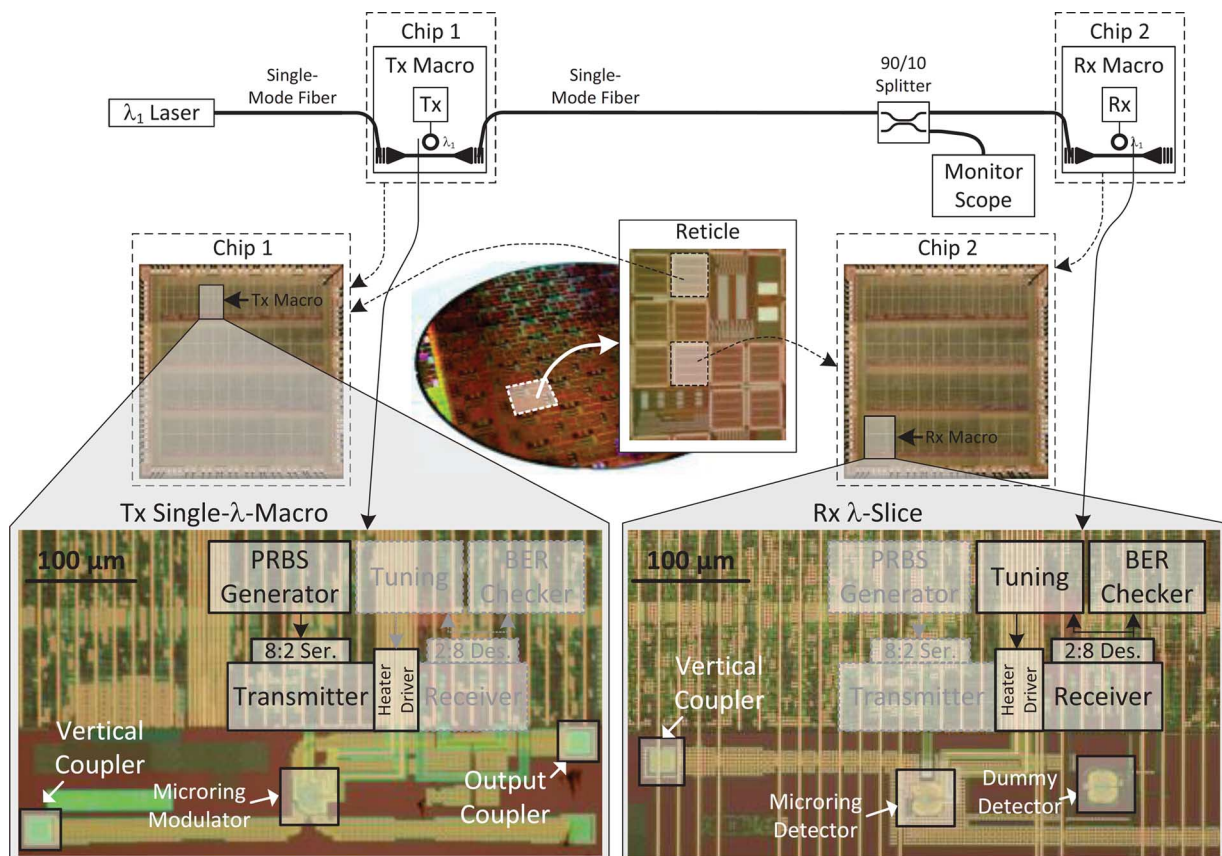 Chip 1
Tx Macro
Tx
λ₁
λ₁ Laser
Single-
Mode Fiber
Single-
Mode Fiber
90/10
Splitter
Monitor
Scope
Chip 2
Rx Macro
Rx
λ₁
Chip 1
Tx Macro
Reticle
Chip 2
Rx Macro
Tx Single-λ-Macro
100 µm
PRBS
Generator
Tuning
BER
Checker
8:2 Ser.
2:8 Des.
Transmitter
Heater
Driver
Receiver
Vertical
Coupler
Microring
Modulator
Output
Coupler
Rx λ-Slice
100 µm
PRBS
Generator
Tuning
BER
Checker
8:2 Ser.
2:8 Des.
Transmitter
Heater
Driver
Receiver
Vertical
Coupler
Microring
Detector
Dummy
Detector